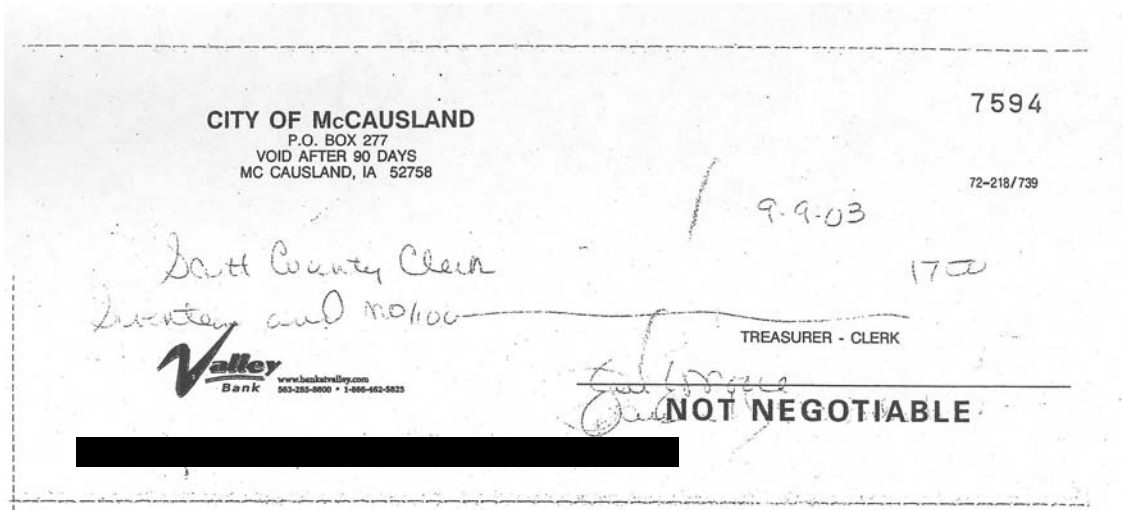 7594
CITY OF McCAUSLAND
P.O. BOX 277
VOID AFTER 90 DAYS
MC CAUSLAND, IA 52758
72-218/739
9-9-03
Scott County Clerk
17 00
Seventeen and no/100
TREASURER - CLERK
Valley
Bank
www.bankatvalley.com
563-285-8600 • 1-866-462-5823
NOT NEGOTIABLE